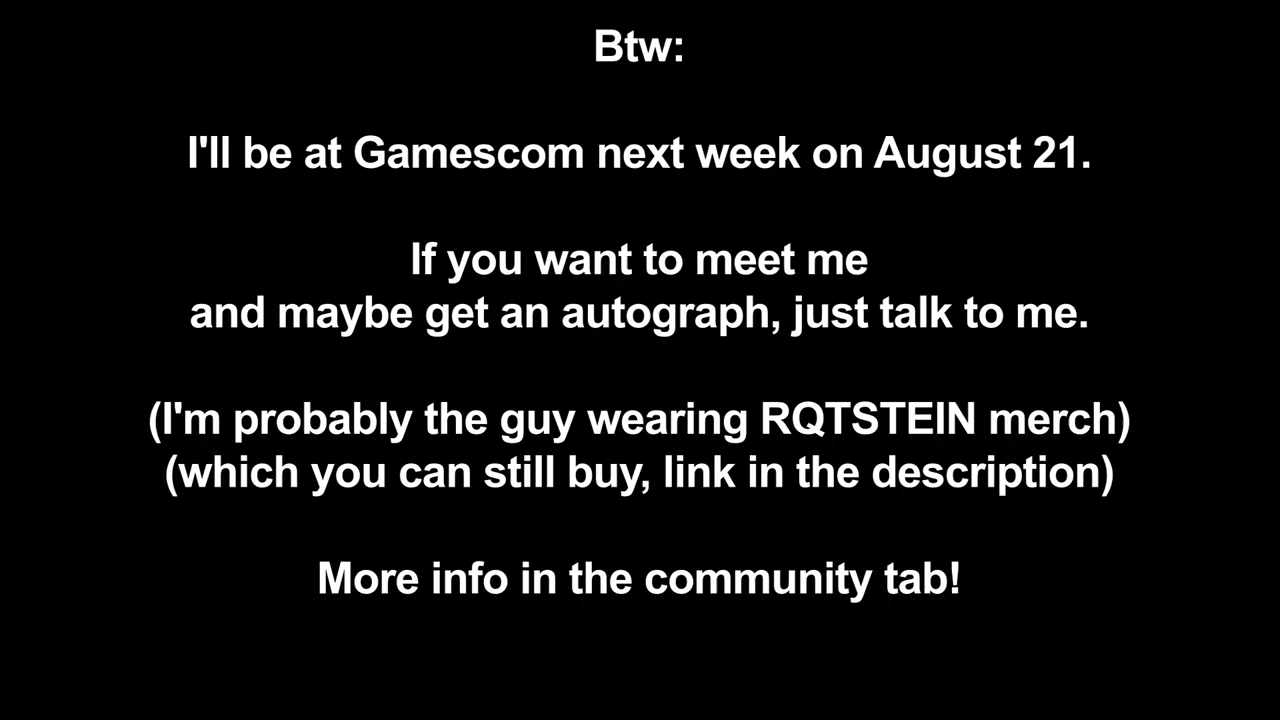 Btw:
I'll be at Gamescom next week on August 21.
If you want to meet me
and maybe get an autograph, just talk to me.
(I'm probably the guy wearing RQTSTEIN merch)
(which you can still buy, link in the description)
More info in the community tab!